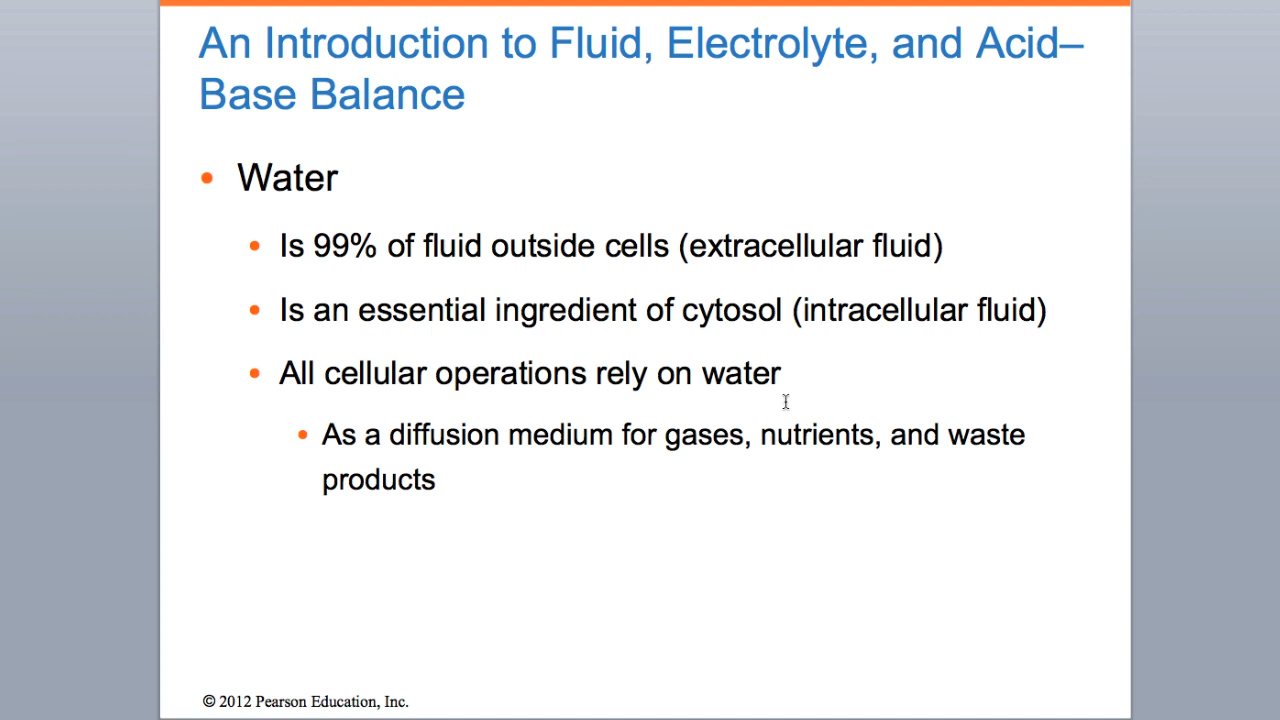 An Introduction to Fluid, Electrolyte, and Acid–
Base Balance
• Water
• Is 99% of fluid outside cells (extracellular fluid)
• Is an essential ingredient of cytosol (intracellular fluid)
• All cellular operations rely on water
• As a diffusion medium for gases, nutrients, and waste
products
© 2012 Pearson Education, Inc.